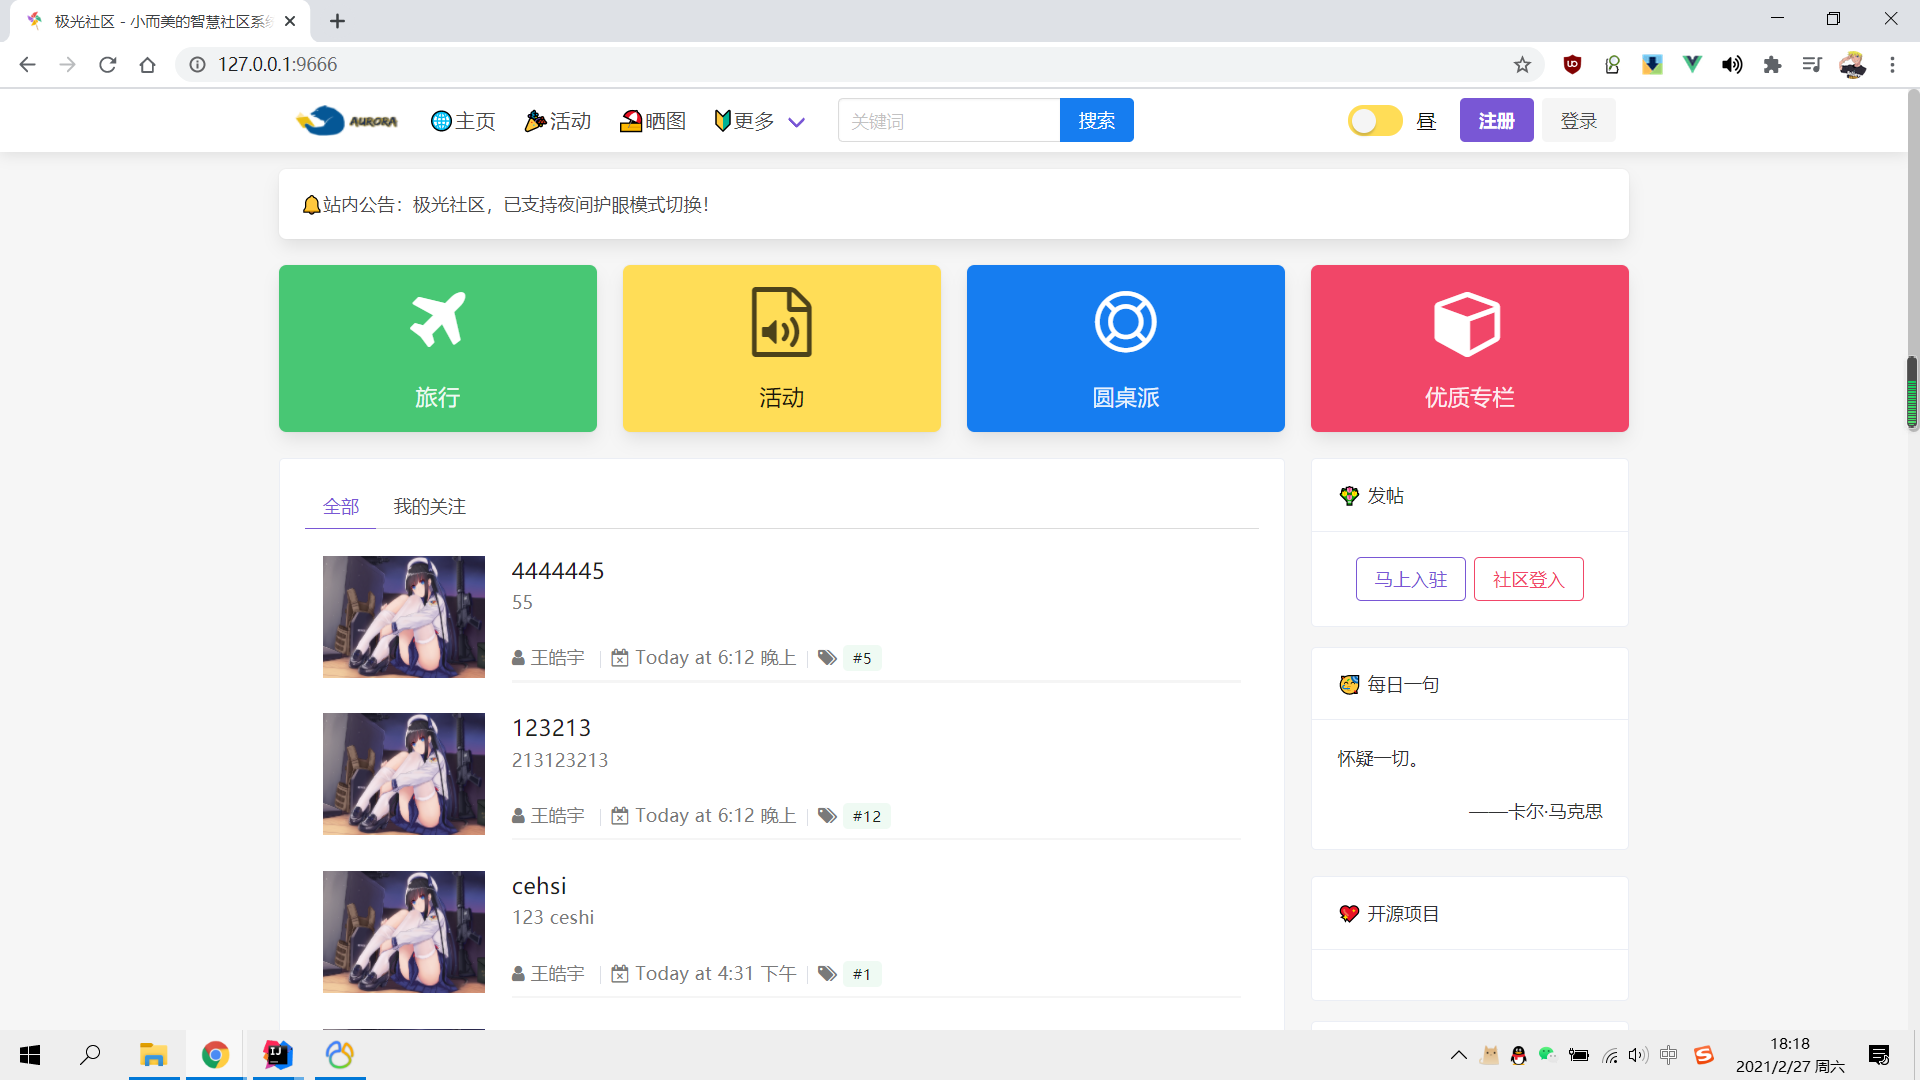 极光社区 - 小而美的智慧社区系统
127.0.0.1:9666
AURORA
主页
活动
晒图
更多
关键词
搜索
昼
注册
登录
站内公告：极光社区，已支持夜间护眼模式切换！
旅行
活动
圆桌派
优质专栏
全部
我的关注
4444445
55
王皓宇
Today at 6:12 晚上
#5
123213
213123213
王皓宇
Today at 6:12 晚上
#12
cehsi
123 ceshi
王皓宇
Today at 4:31 下午
#1
发帖
马上入驻
社区登入
每日一句
怀疑一切。
——卡尔·马克思
开源项目
中
18:18
2021/2/27 周六